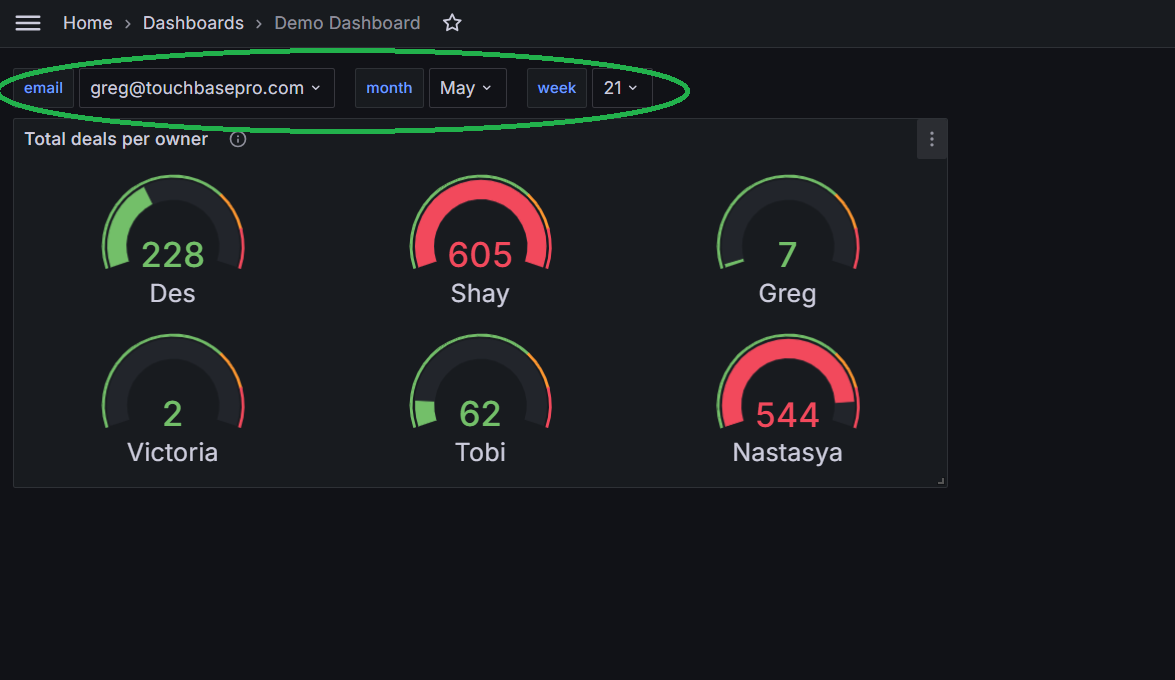 Home › Dashboards › Demo Dashboard
email greg@touchbasepro.com month May week 21
Total deals per owner
228 605 7
Des Shay Greg
2 62 544
Victoria Tobi Nastasya